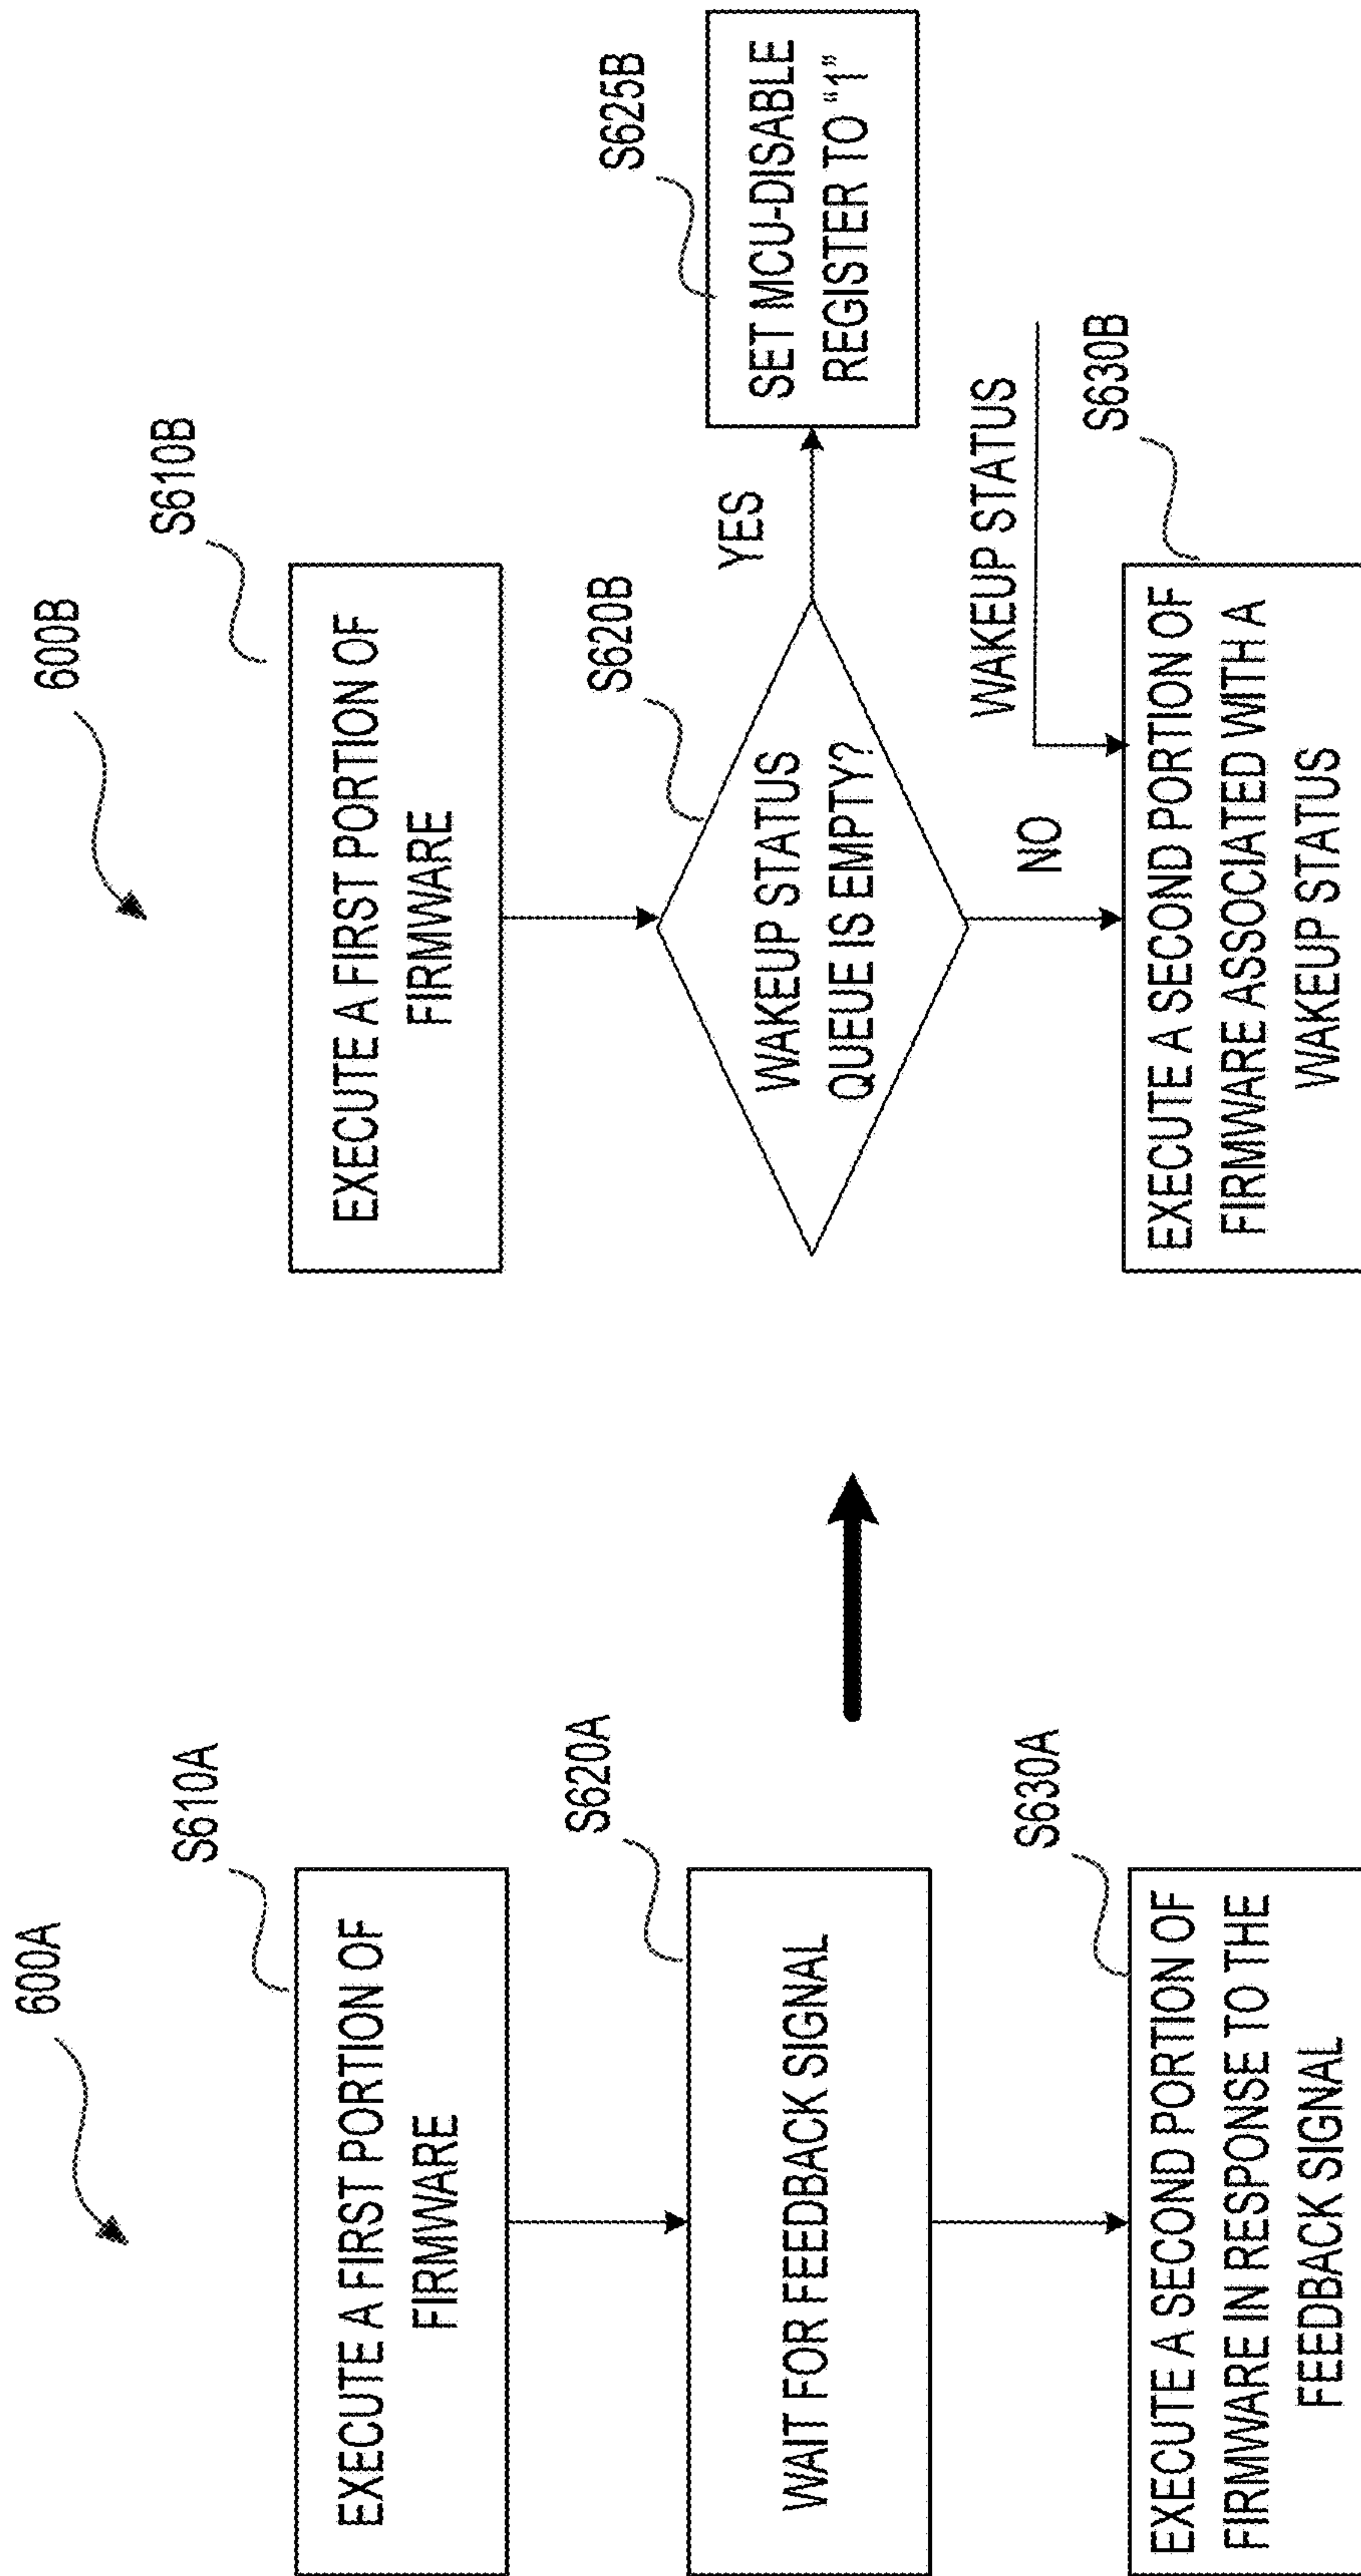 600A
S610A
EXECUTE A FIRST PORTION OF
FIRMWARE
S620A
WAIT FOR FEEDBACK SIGNAL
S630A
EXECUTE A SECOND PORTION OF
FIRMWARE IN RESPONSE TO THE
FEEDBACK SIGNAL
600B
S610B
EXECUTE A FIRST PORTION OF
FIRMWARE
S620B
WAKEUP STATUS
QUEUE IS EMPTY?
YES
S625B
SET MCU-DISABLE
REGISTER TO “1”
NO
WAKEUP STATUS
S630B
EXECUTE A SECOND PORTION OF
FIRMWARE ASSOCIATED WITH A
WAKEUP STATUS